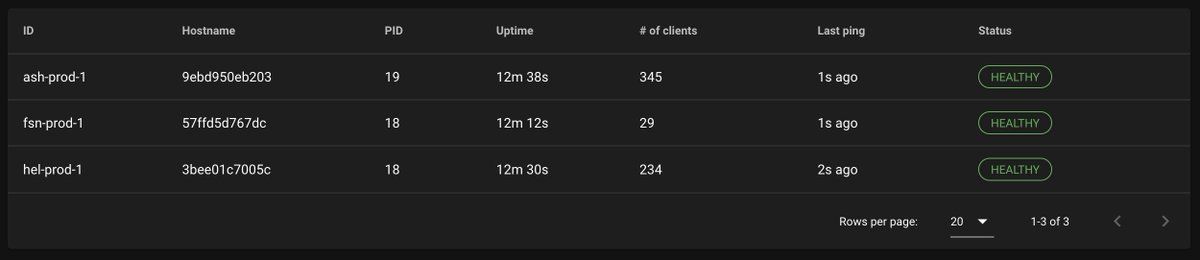 ID Hostname PID Uptime # of clients Last ping Status
ash-prod-1 9ebd950eb203 19 12m 38s 345 1s ago HEALTHY
fsn-prod-1 57ffd5d767dc 18 12m 12s 29 1s ago HEALTHY
hel-prod-1 3bee01c7005c 18 12m 30s 234 2s ago HEALTHY
Rows per page: 20 1-3 of 3